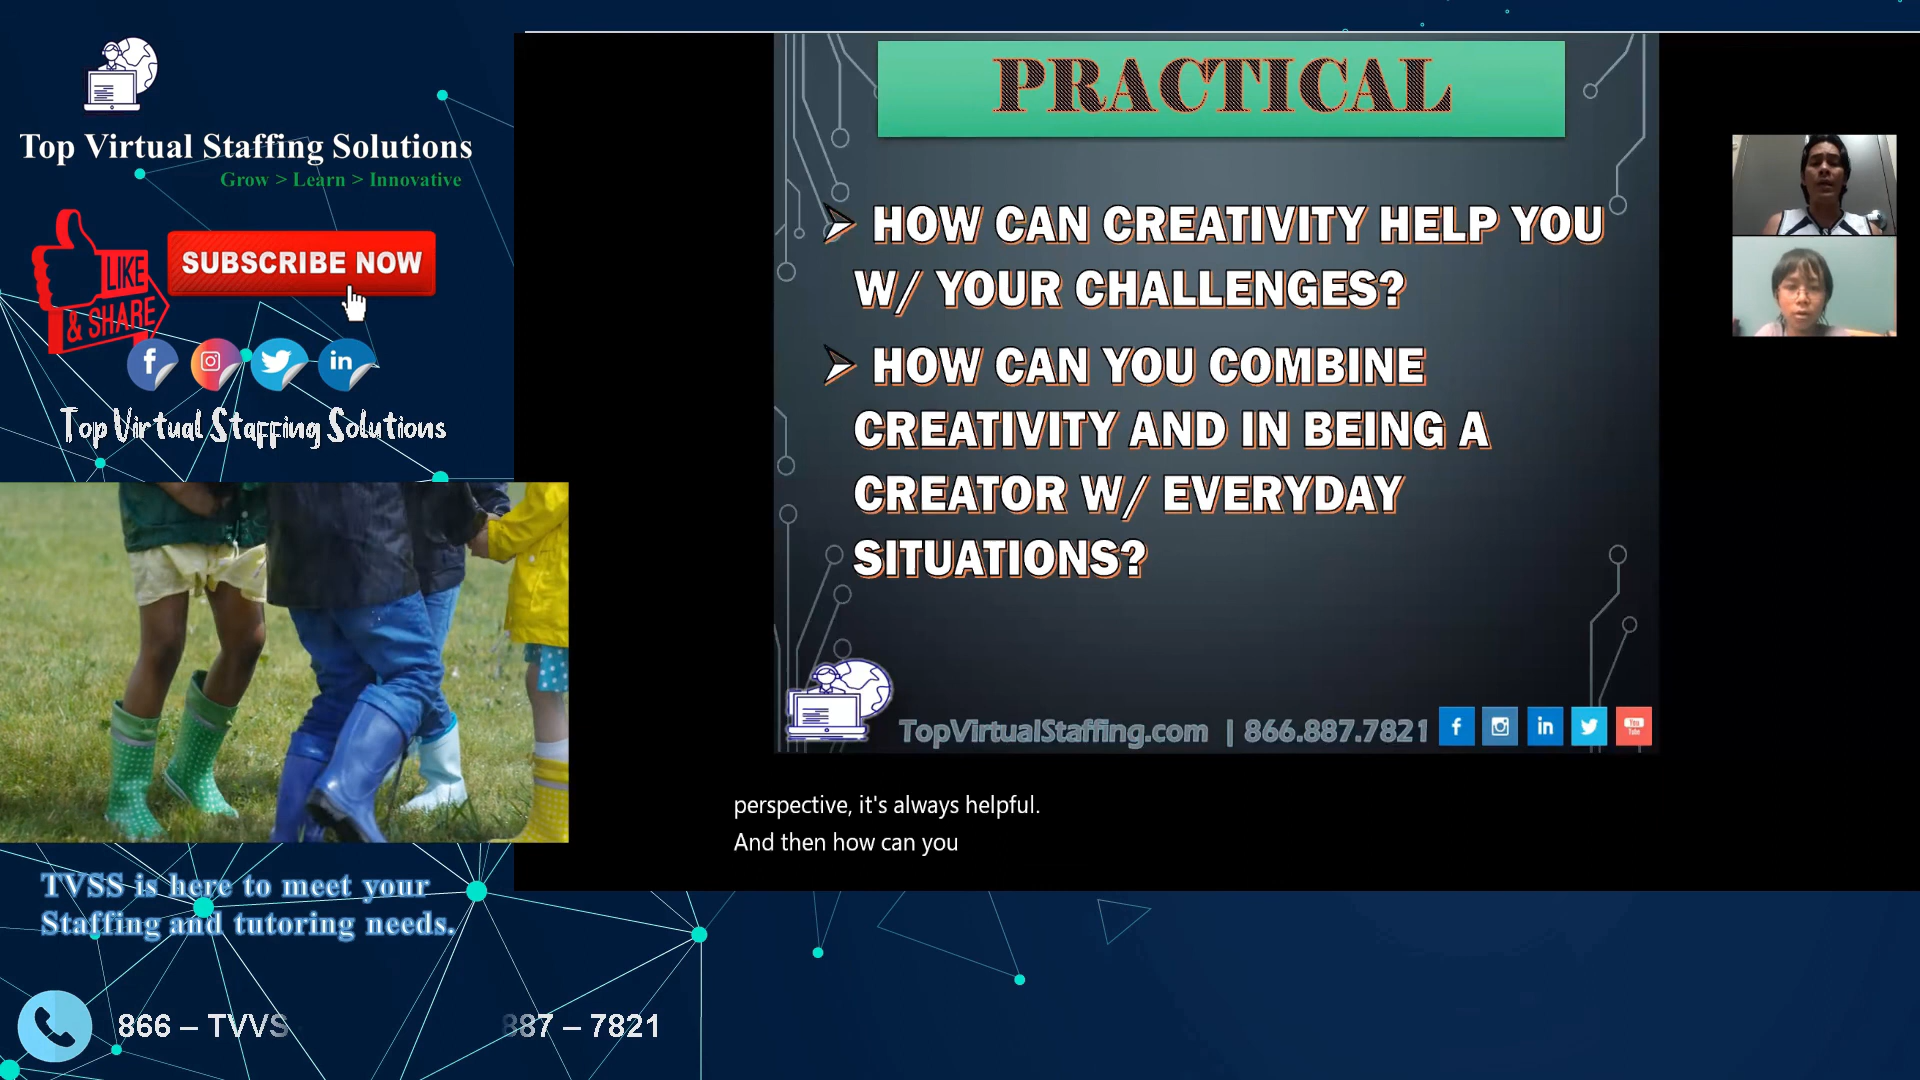 Top Virtual Staffing Solutions
Grow > Learn > Innovative
LIKE
& SHARE
SUBSCRIBE NOW
Top Virtual Staffing Solutions
TVSS is here to meet your
Staffing and tutoring needs.
866 – TVVS
887 – 7821
PRACTICAL
➢ HOW CAN CREATIVITY HELP YOU
W/ YOUR CHALLENGES?
➢ HOW CAN YOU COMBINE
CREATIVITY AND IN BEING A
CREATOR W/ EVERYDAY
SITUATIONS?
TopVirtualStaffing.com | 866.887.7821
You Tube
perspective, it's always helpful.
And then how can you